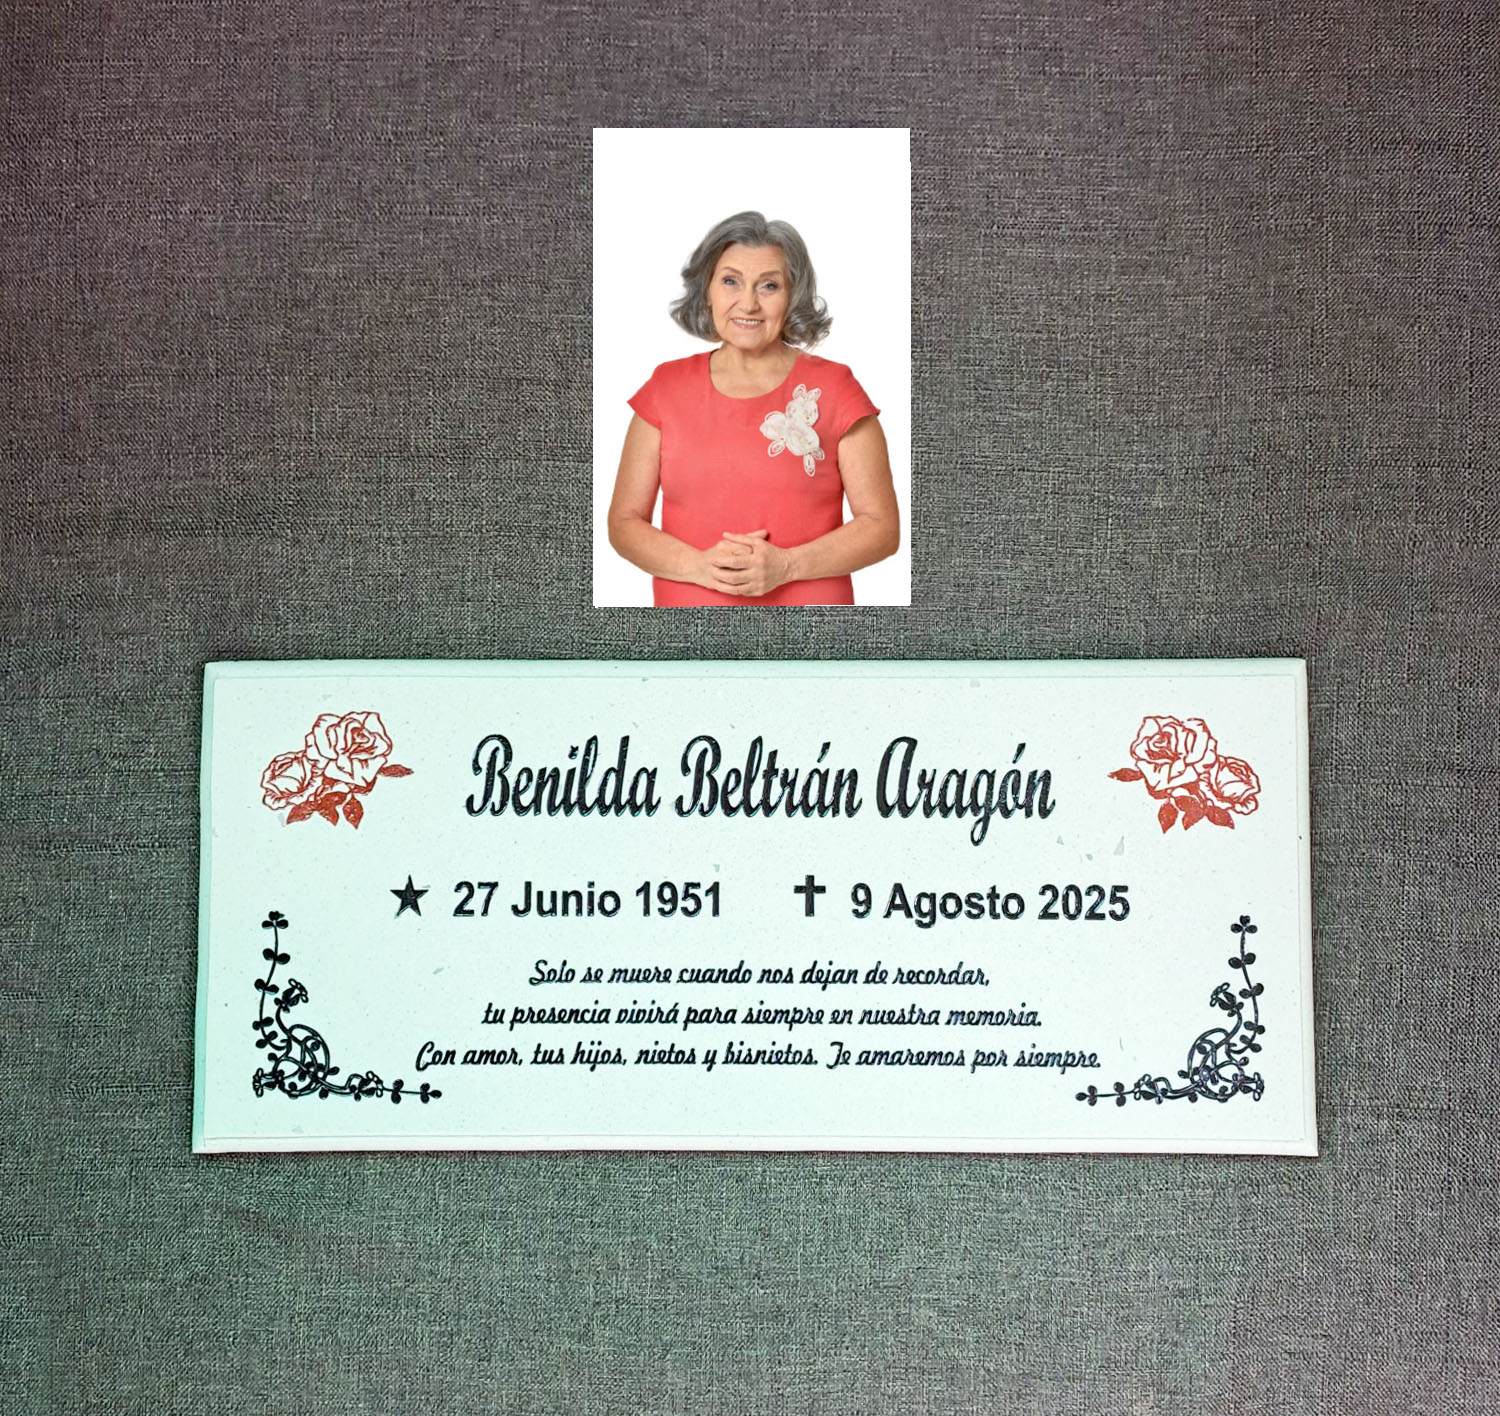 Benilda Beltrán Aragón
★ 27 Junio 1951 ✝ 9 Agosto 2025
Solo se muere cuando nos dejan de recordar,
tu presencia vivirá para siempre en nuestra memoria.
Con amor, tus hijos, nietos y bisnietos. Te amaremos por siempre.